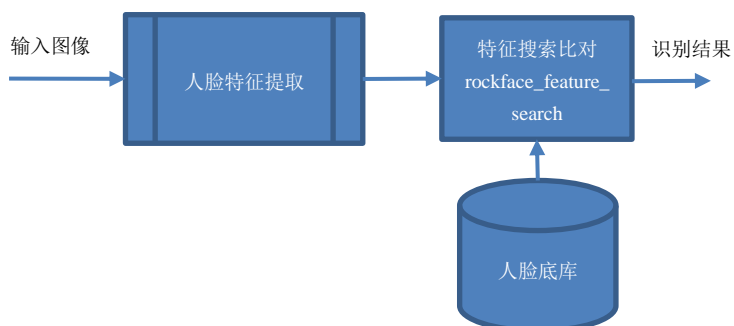 输入图像
人脸特征提取
特征搜索比对
rockface_feature_
search
识别结果
人脸底库